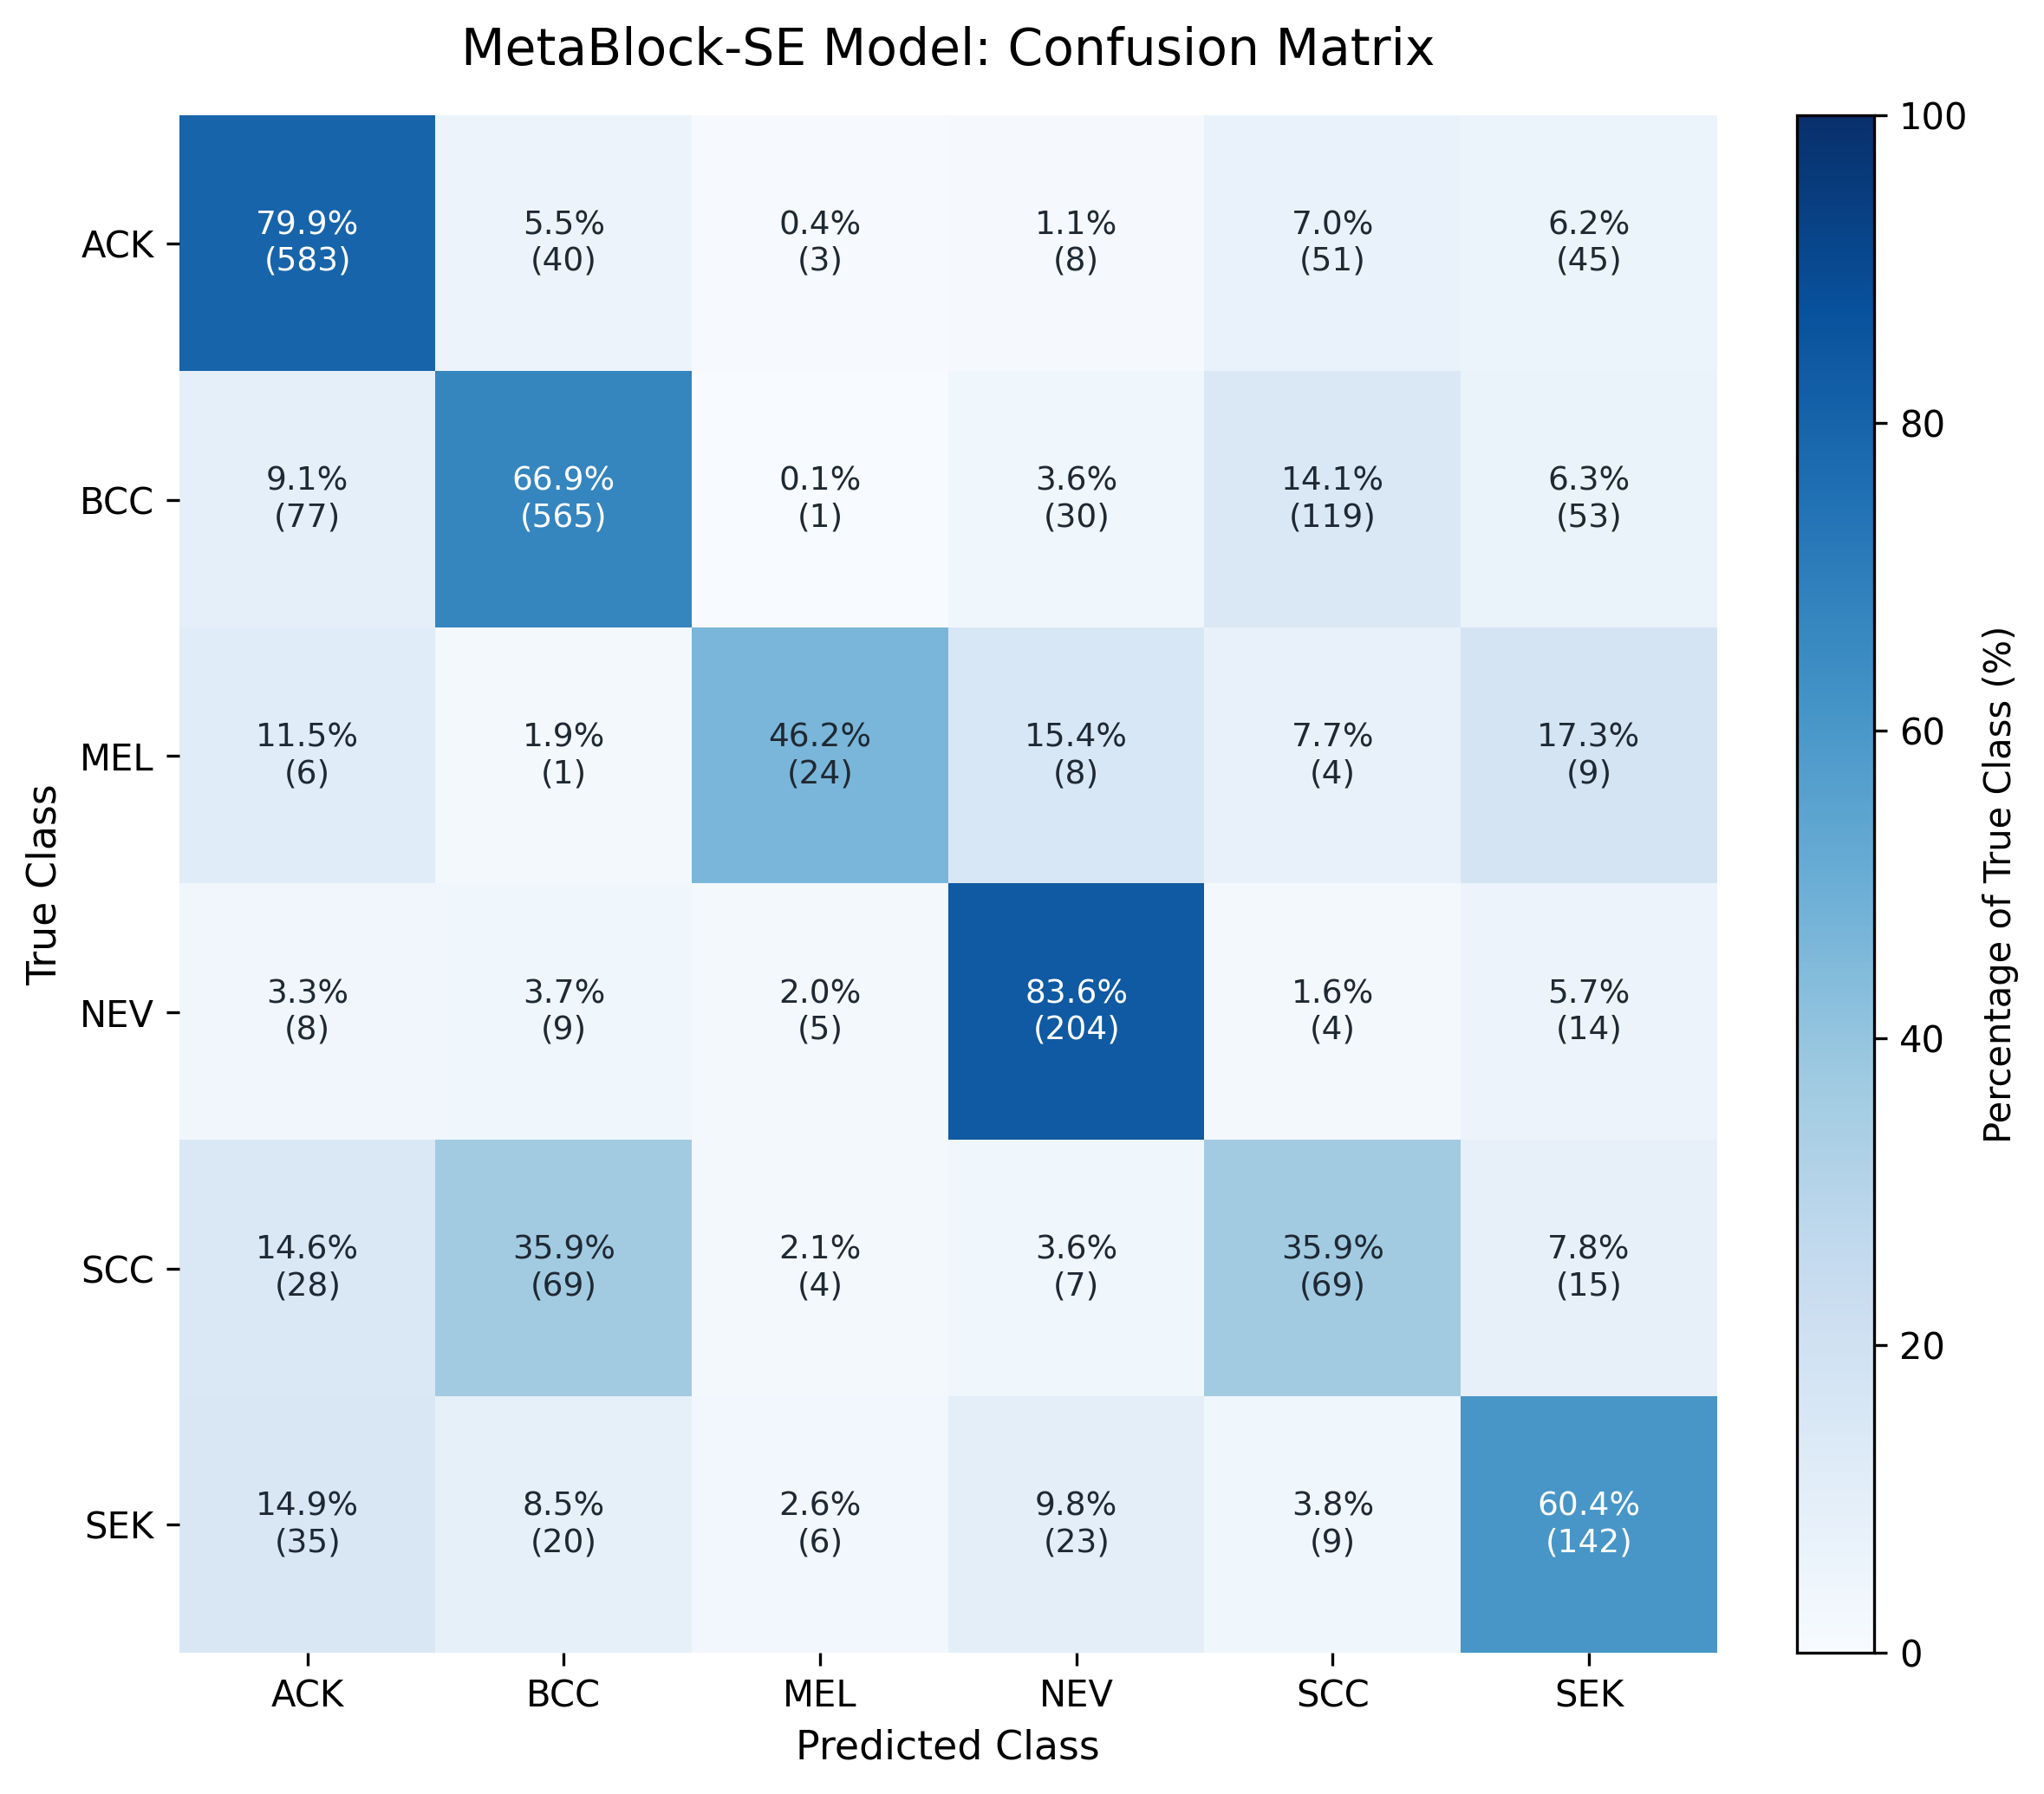 MetaBlock-SE Model: Confusion Matrix
True Class
ACK
79.9% 5.5% 0.4% 1.1% 7.0% 6.2%
(583) (40) (3) (8) (51) (45)
BCC
9.1% 66.9% 0.1% 3.6% 14.1% 6.3%
(77) (565) (1) (30) (119) (53)
MEL
11.5% 1.9% 46.2% 15.4% 7.7% 17.3%
(6) (1) (24) (8) (4) (9)
NEV
3.3% 3.7% 2.0% 83.6% 1.6% 5.7%
(8) (9) (5) (204) (4) (14)
SCC
14.6% 35.9% 2.1% 3.6% 35.9% 7.8%
(28) (69) (4) (7) (69) (15)
SEK
14.9% 8.5% 2.6% 9.8% 3.8% 60.4%
(35) (20) (6) (23) (9) (142)
ACK BCC MEL NEV SCC SEK
Predicted Class
100
80
60
40
20
0
Percentage of True Class (%)